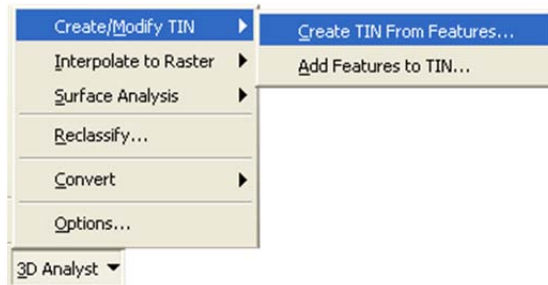 Create/Modify TIN
Create TIN From Features...
Interpolate to Raster
Add Features to TIN...
Surface Analysis
Reclassify...
Convert
Options...
3D Analyst